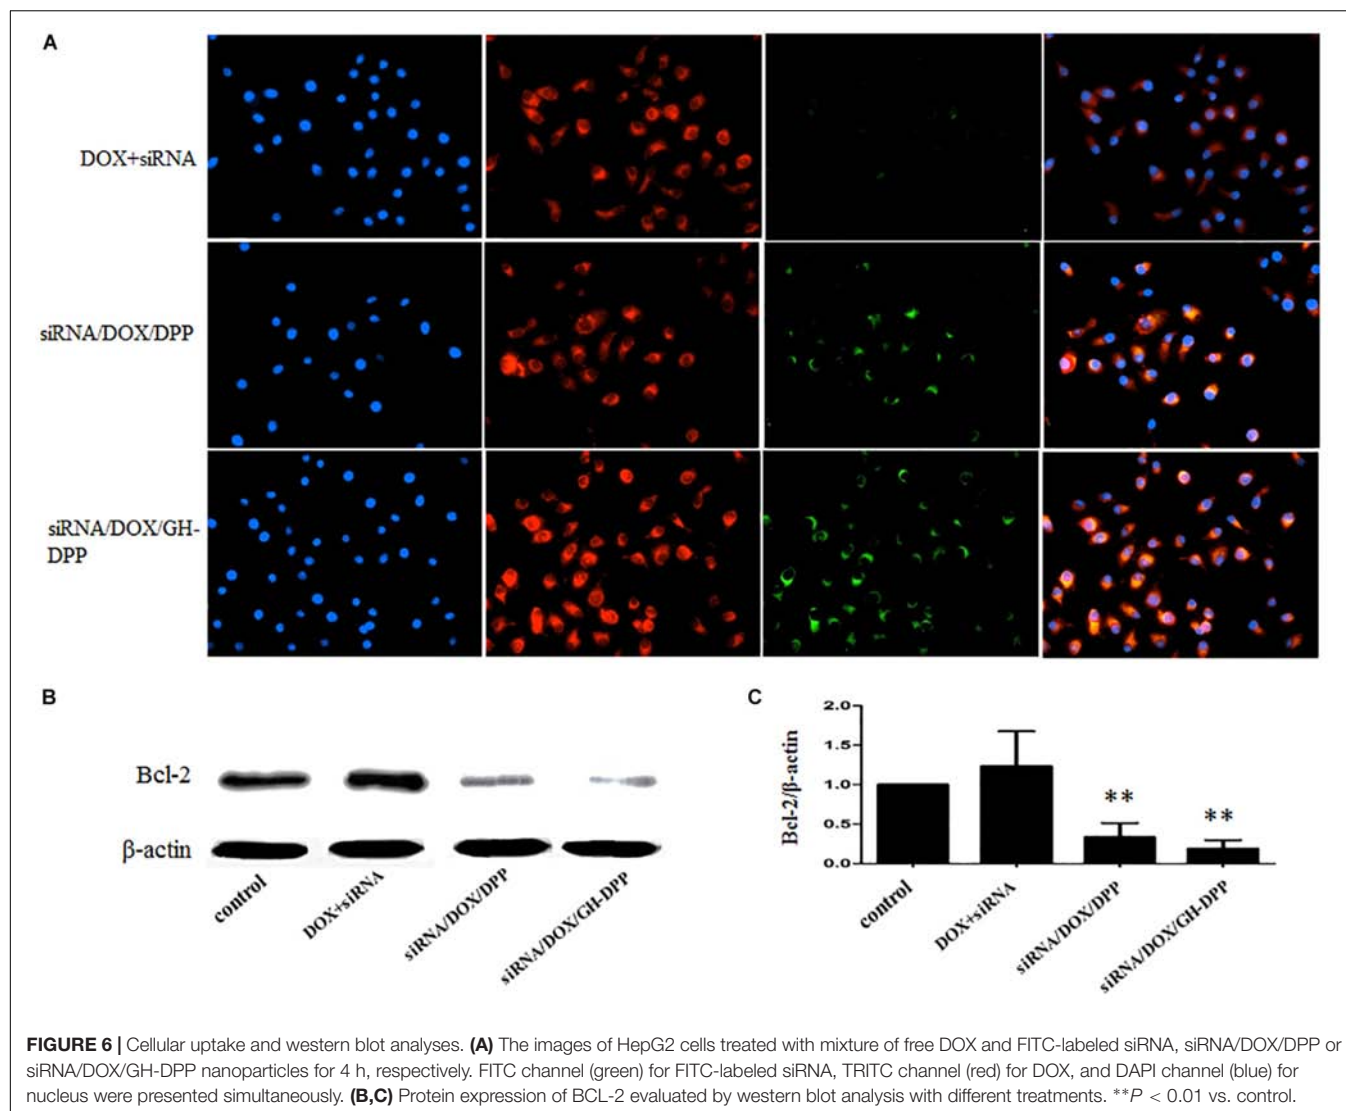 A
DOX+siRNA
siRNA/DOX/DPP
siRNA/DOX/GH-
DPP
B
Bcl-2
β-actin
control
DOX+siRNA
siRNA/DOX/DPP
siRNA/DOX/GH-DPP
C
Bcl-2/β-actin
2.0
1.5
1.0
0.5
0.0
**
**
control
DOX+siRNA
siRNA/DOX/DPP
siRNA/DOX/GH-DPP
FIGURE 6 | Cellular uptake and western blot analyses. (A) The images of HepG2 cells treated with mixture of free DOX and FITC-labeled siRNA, siRNA/DOX/DPP or
siRNA/DOX/GH-DPP nanoparticles for 4 h, respectively. FITC channel (green) for FITC-labeled siRNA, TRITC channel (red) for DOX, and DAPI channel (blue) for
nucleus were presented simultaneously. (B,C) Protein expression of BCL-2 evaluated by western blot analysis with different treatments. **P < 0.01 vs. control.